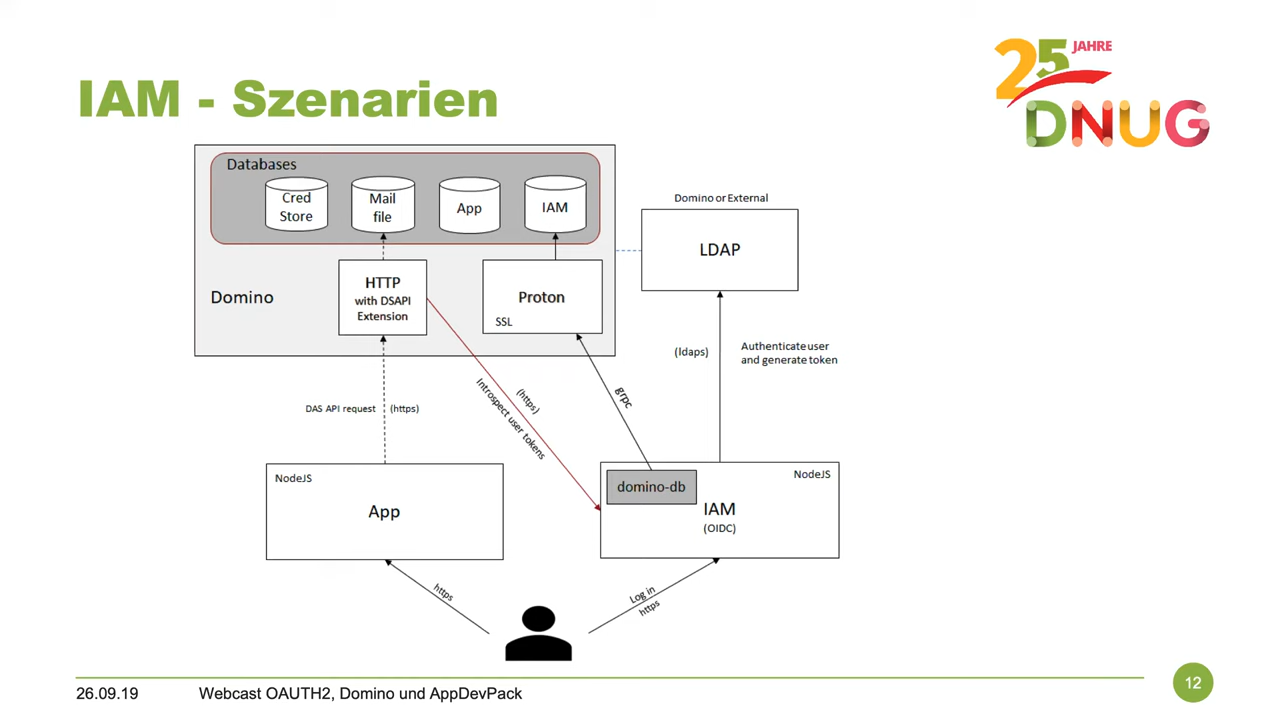 25 JAHRE
DNUG
IAM - Szenarien
Databases
Cred
Store
Mail
file
App
IAM
Domino or External
LDAP
HTTP
with DSAPI
Extension
Proton
SSL
Domino
(ldaps)
Authenticate user
and generate token
DAS API request
(https)
(https)
Introspect user tokens
grpc
NodeJS
App
domino-db
NodeJS
IAM
(OIDC)
https
Log in
https
26.09.19
Webcast OAUTH2, Domino und AppDevPack
12